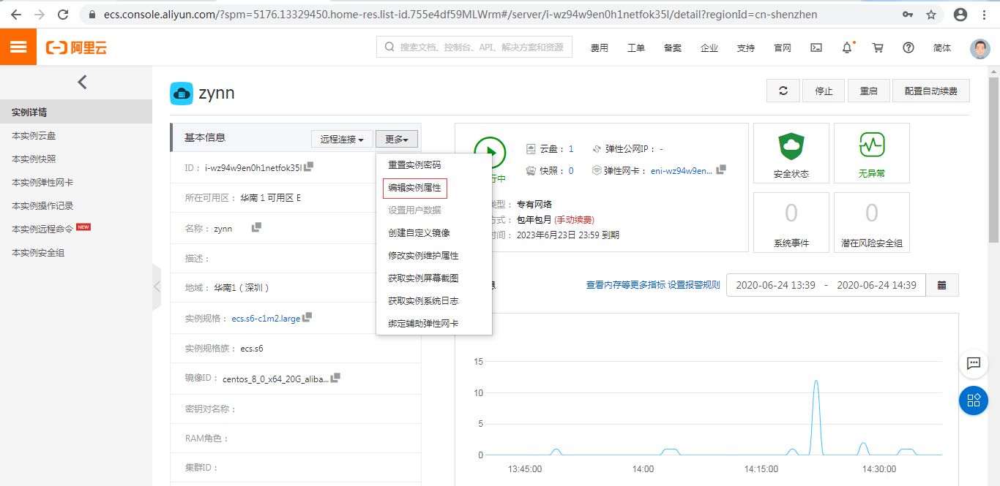 ecs.console.aliyun.com/?spm=5176.13329450.home-res.list-id.755e4df59MLWrm#/server/i-wz94w9en0h1netfok35l/detail?regionId=cn-shenzhen
阿里云
搜索文档、控制台、API、解决方案和资源
费用 工单 备案 企业 支持 官网 简体
实例详情
本实例云盘
本实例快照
本实例弹性网卡
本实例操作记录
本实例远程命令 NEW
本实例安全组
zynn
停止 重启 配置自动续费
基本信息 远程连接 更多
ID： i-wz94w9en0h1netfok35l
所在可用区： 华南 1 可用区 E
名称： zynn
描述：
地域： 华南1（深圳）
实例规格： ecs.s6-c1m2.large
实例规格族： ecs.s6
镜像ID： centos_8_0_x64_20G_aliba...
密钥对名称：
RAM角色：
集群ID：
重置实例密码
编辑实例属性
设置用户数据
创建自定义镜像
修改实例维护属性
获取实例屏幕截图
获取实例系统日志
绑定辅助弹性网卡
行中
云盘： 1 弹性公网IP： -
快照： 0 弹性网卡： eni-wz94w9en...
类型： 专有网络
方式： 包年包月 (手动续费)
时间： 2023年6月23日 23:59 到期
安全状态
无异常
0
系统事件
0
潜在风险安全组
息 查看内存等更多指标 设置报警规则 2020-06-24 13:39 - 2020-06-24 14:39
15
10
5
0
13:45:00 14:00 14:15:00 14:30:00